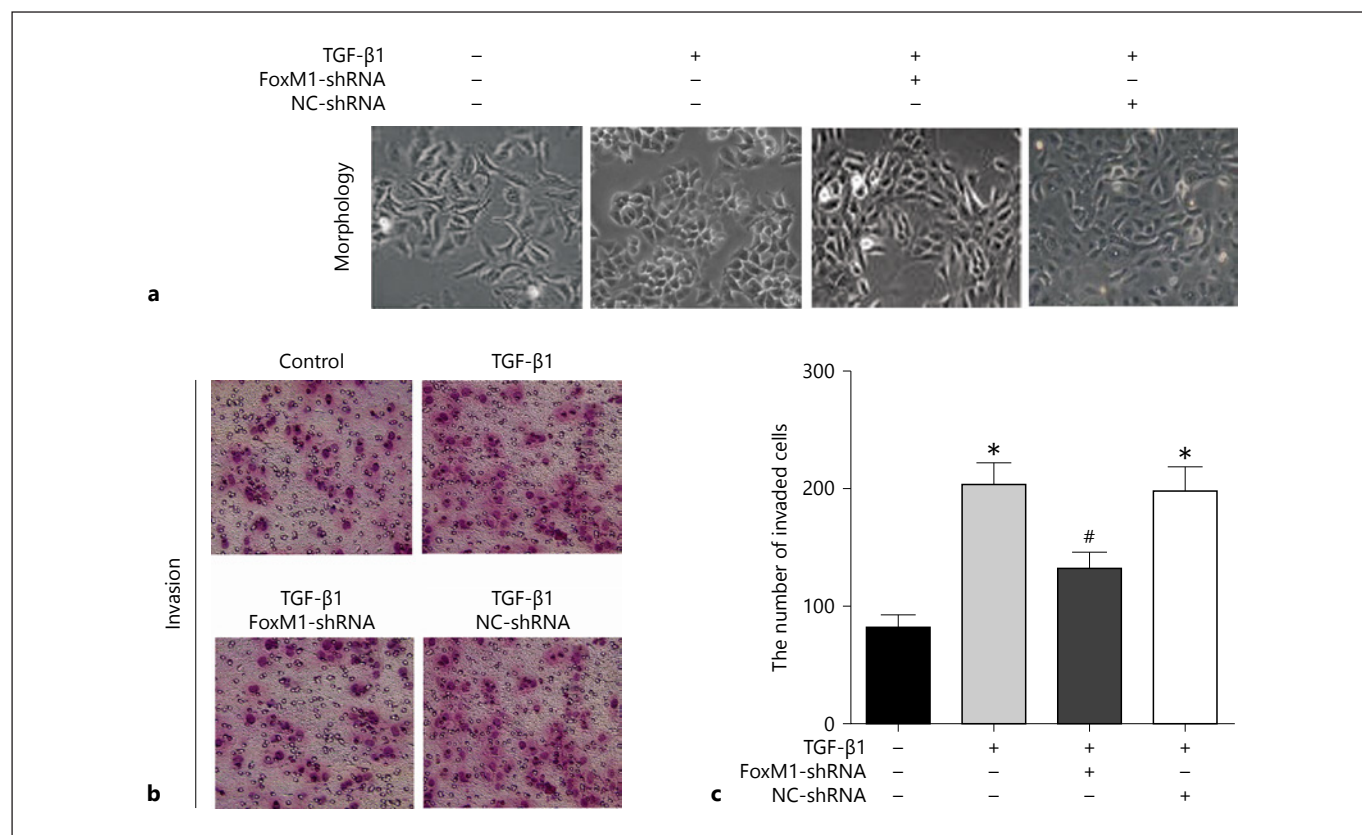 TGF-β1 – + + +
FoxM1-shRNA – – + –
NC-shRNA – – – +
Morphology
a
Control TGF-β1
Invasion
TGF-β1 TGF-β1
FoxM1-shRNA NC-shRNA
b
300
200
100
0
The number of invaded cells
*
#
*
TGF-β1 – + + +
FoxM1-shRNA – – + –
NC-shRNA – – – +
c